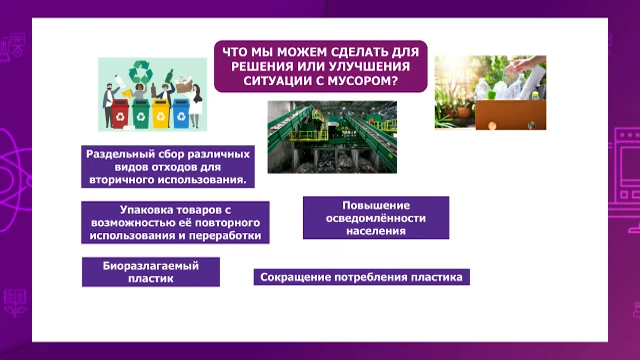 ЧТО МЫ МОЖЕМ СДЕЛАТЬ ДЛЯ
РЕШЕНИЯ ИЛИ УЛУЧШЕНИЯ
СИТУАЦИИ С МУСОРОМ?
Раздельный сбор различных
видов отходов для
вторичного использования.
Упаковка товаров с
возможностью её повторного
использования и переработки
Повышение
осведомлённости
населения
Биоразлагаемый
пластик
Сокращение потребления пластика